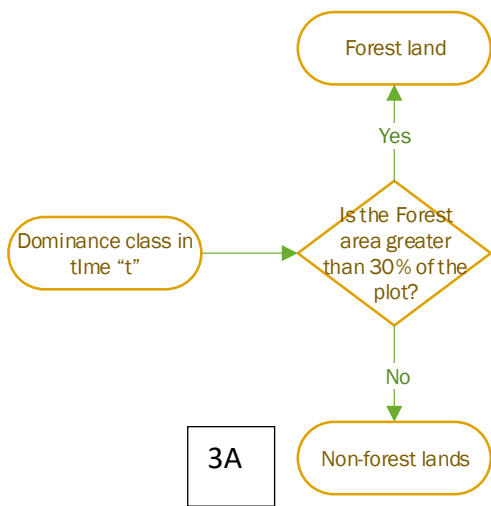 Forest land
Yes
Is the Forest
area greater
than 30% of the
plot?
Dominance class in
tIme “t”
No
3A
Non-forest lands